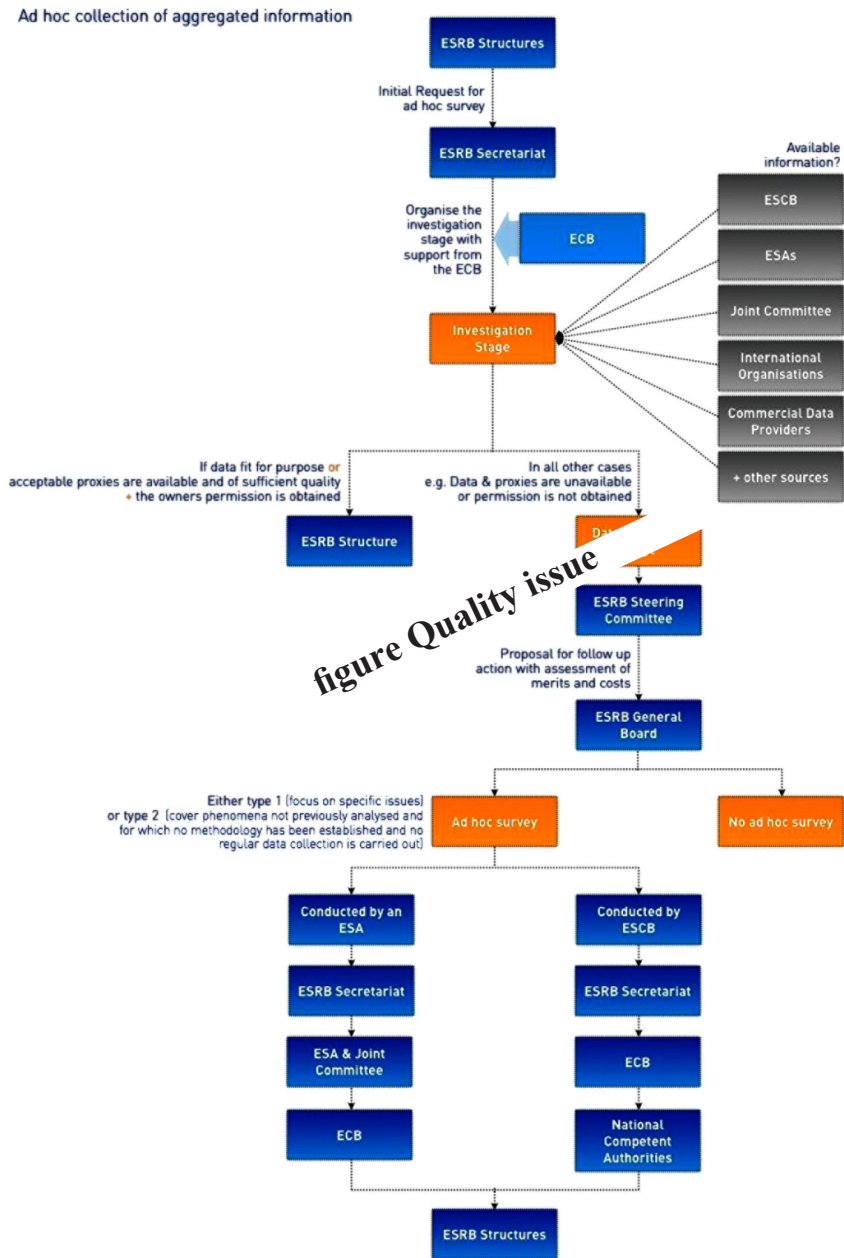 Ad hoc collection of aggregated information
ESRB Structures
Initial Request for
ad hoc survey
ESRB Secretariat
Available
information?
Organise the
investigation
stage with
support from
the ECB
ECB
ESCB
ESAs
Joint Committee
International
Organisations
Commercial Data
Providers
+ other sources
Investigation
Stage
If data fit for purpose or
acceptable proxies are available and of sufficient quality
+ the owners permission is obtained
In all other cases
e.g. Data & proxies are unavailable
or permission is not obtained
ESRB Structure
figure Quality issue
ESRB Steering
Committee
Proposal for follow up
action with assessment of
merits and costs
ESRB General
Board
Either type 1 (focus on specific issues)
or type 2 (cover phenomena not previously analysed and
for which no methodology has been established and no
regular data collection is carried out)
Ad hoc survey
No ad hoc survey
Conducted by an
ESA
Conducted by
ESCB
ESRB Secretariat
ESRB Secretariat
ESA & Joint
Committee
ECB
ECB
National
Competent
Authorities
ESRB Structures